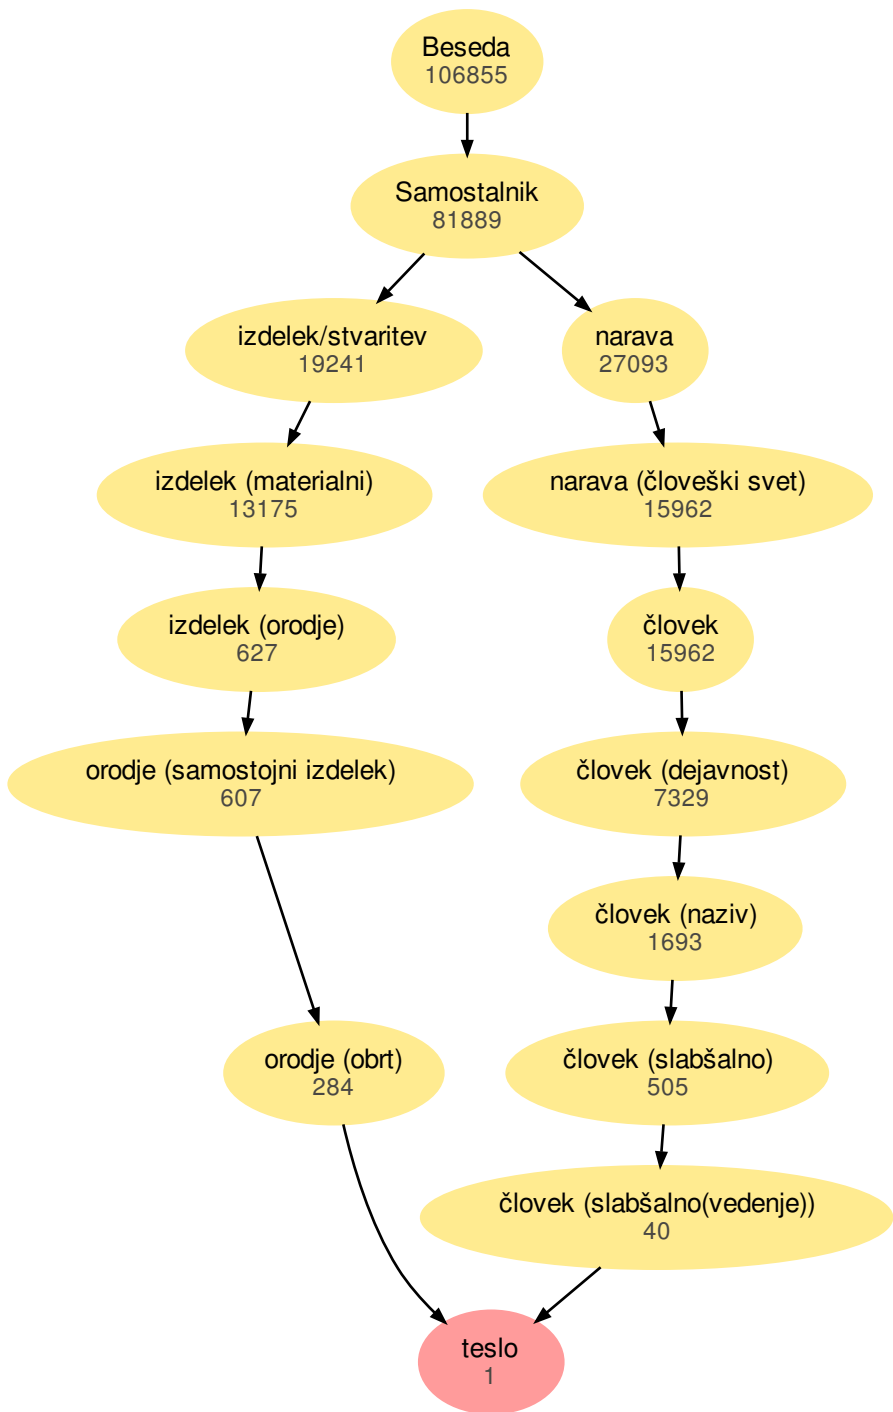 Beseda
106855
Samostalnik
81889
izdelek/stvaritev
19241
narava
27093
izdelek (materialni)
13175
narava (človeški svet)
15962
izdelek (orodje)
627
človek
15962
orodje (samostojni izdelek)
607
človek (dejavnost)
7329
človek (naziv)
1693
orodje (obrt)
284
človek (slabšalno)
505
človek (slabšalno(vedenje))
40
teslo
1